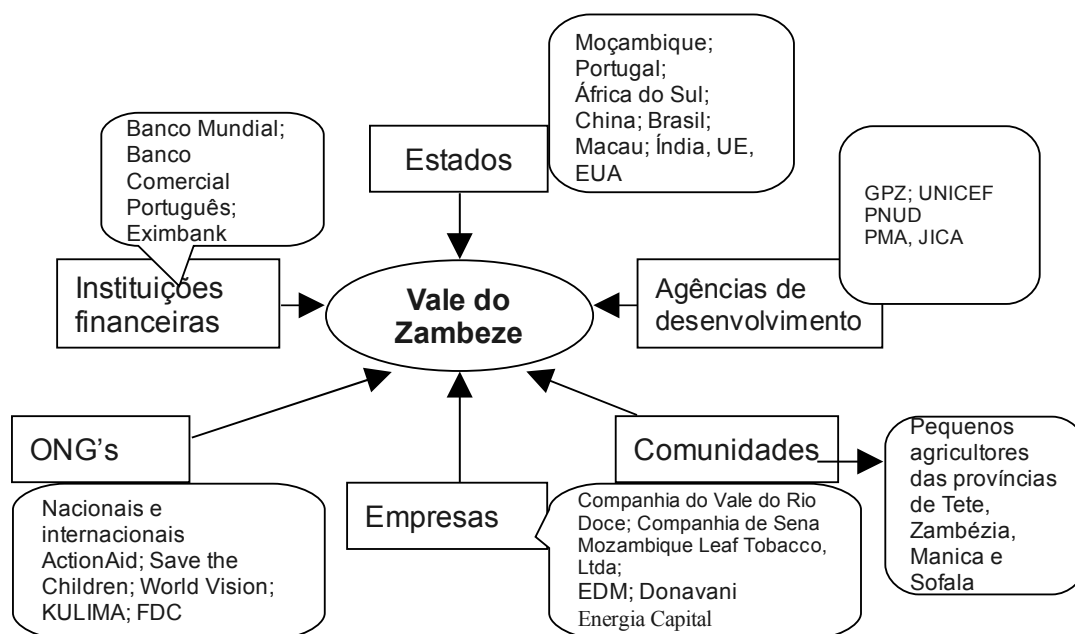 Moçambique;
Portugal;
África do Sul;
China; Brasil;
Macau; Índia, UE,
EUA
Estados
Banco Mundial;
Banco
Comercial
Português;
Eximbank
GPZ; UNICEF
PNUD
PMA, JICA
Instituições
financeiras
Vale do
Zambeze
Agências de
desenvolvimento
ONG’s
Nacionais e
internacionais
ActionAid; Save the
Children; World Vision;
KULIMA; FDC
Empresas
Companhia do Vale do Rio
Doce; Companhia de Sena
Mozambique Leaf Tobacco,
Ltda;
EDM; Donavani
Energia Capital
Comunidades
Pequenos
agricultores
das províncias
de Tete,
Zambézia,
Manica e
Sofala